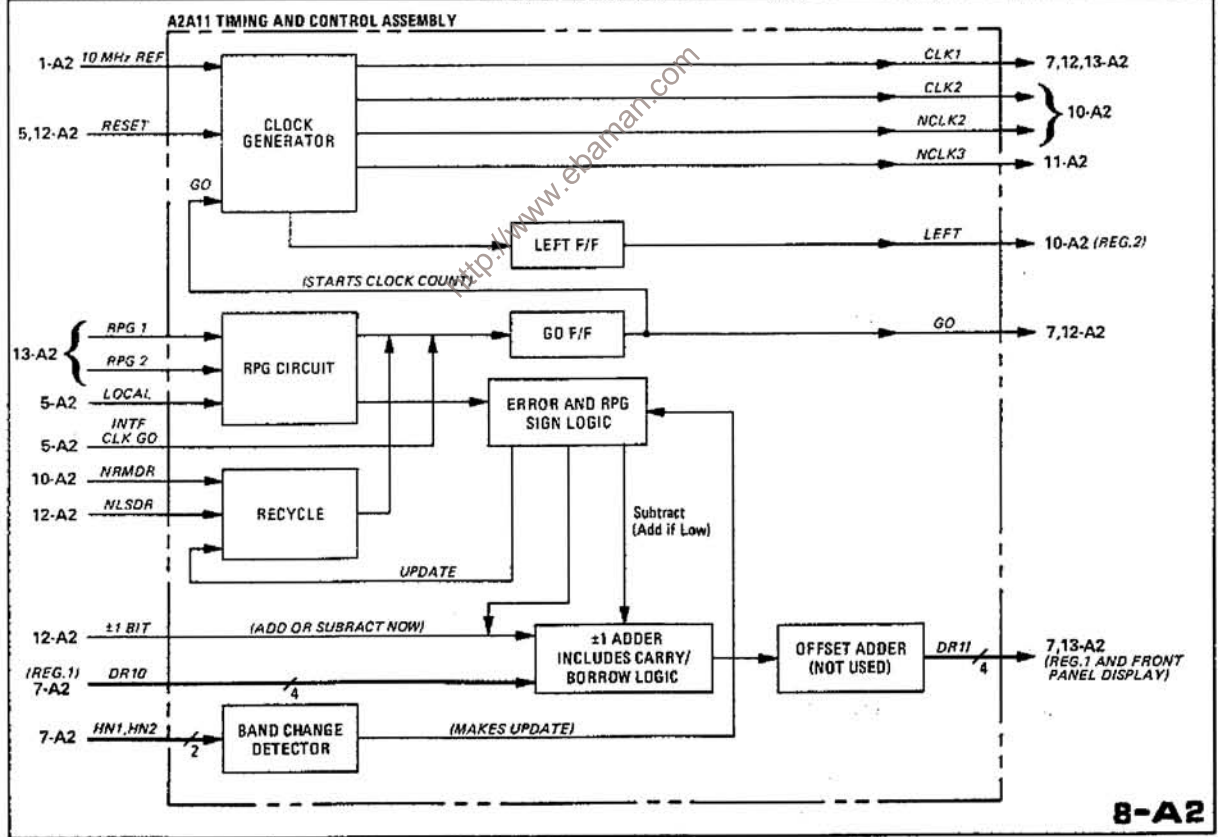 A2A11 TIMING AND CONTROL ASSEMBLY
1-A2
10 MHz REF
5,12-A2
RESET
GO
CLOCK
GENERATOR
CLK1
7,12,13-A2
CLK2
NCLK2
10-A2
NCLK3
11-A2
LEFT F/F
LEFT
10-A2 (REG.2)
(STARTS CLOCK COUNT)
http://www.ebaman.com
13-A2
RPG 1
RPG 2
5-A2
LOCAL
RPG CIRCUIT
GO F/F
GO
7,12-A2
5-A2
INTF
CLK GO
ERROR AND RPG
SIGN LOGIC
10-A2
NRMDR
12-A2
NLSDR
RECYCLE
Subtract
(Add if Low)
UPDATE
12-A2
±1 BIT
(ADD OR SUBRACT NOW)
±1 ADDER
INCLUDES CARRY/
BORROW LOGIC
OFFSET ADDER
(NOT USED)
DR11
4
7,13-A2
(REG.1 AND FRONT
PANEL DISPLAY)
(REG.1)
7-A2
DR10
4
7-A2
HN1,HN2
2
BAND CHANGE
DETECTOR
(MAKES UPDATE)
8-A2